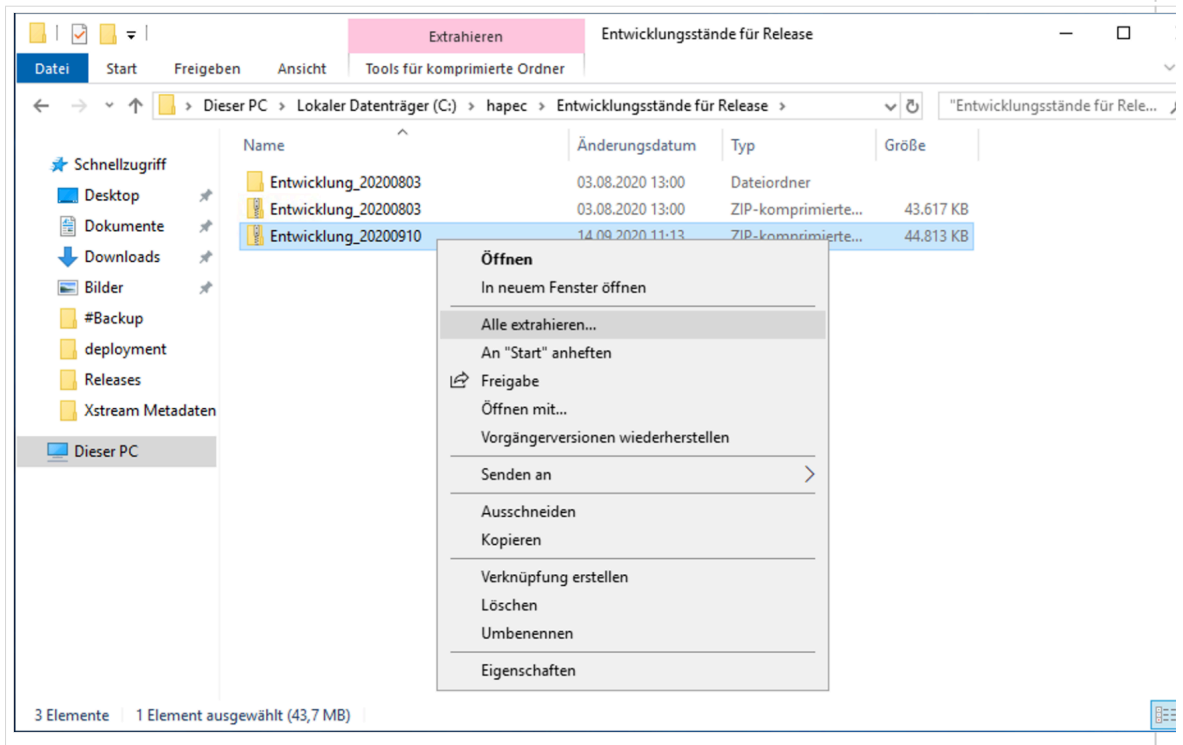 Extrahieren
Entwicklungsstände für Release
Datei Start Freigeben Ansicht Tools für komprimierte Ordner
Dieser PC > Lokaler Datenträger (C:) > hapec > Entwicklungsstände für Release >
"Entwicklungsstände für Rele...
Name Änderungsdatum Typ Größe
Schnellzugriff
Desktop
Dokumente
Downloads
Bilder
#Backup
deployment
Releases
Xstream Metadaten
Dieser PC
Entwicklung_20200803 03.08.2020 13:00 Dateiordner
Entwicklung_20200803 03.08.2020 13:00 ZIP-komprimierte... 43.617 KB
Entwicklung_20200910 14.09.2020 11:13 ZIP-komprimierte... 44.813 KB
Öffnen
In neuem Fenster öffnen
Alle extrahieren...
An "Start" anheften
Freigabe
Öffnen mit...
Vorgängerversionen wiederherstellen
Senden an
Ausschneiden
Kopieren
Verknüpfung erstellen
Löschen
Umbenennen
Eigenschaften
3 Elemente 1 Element ausgewählt (43,7 MB)